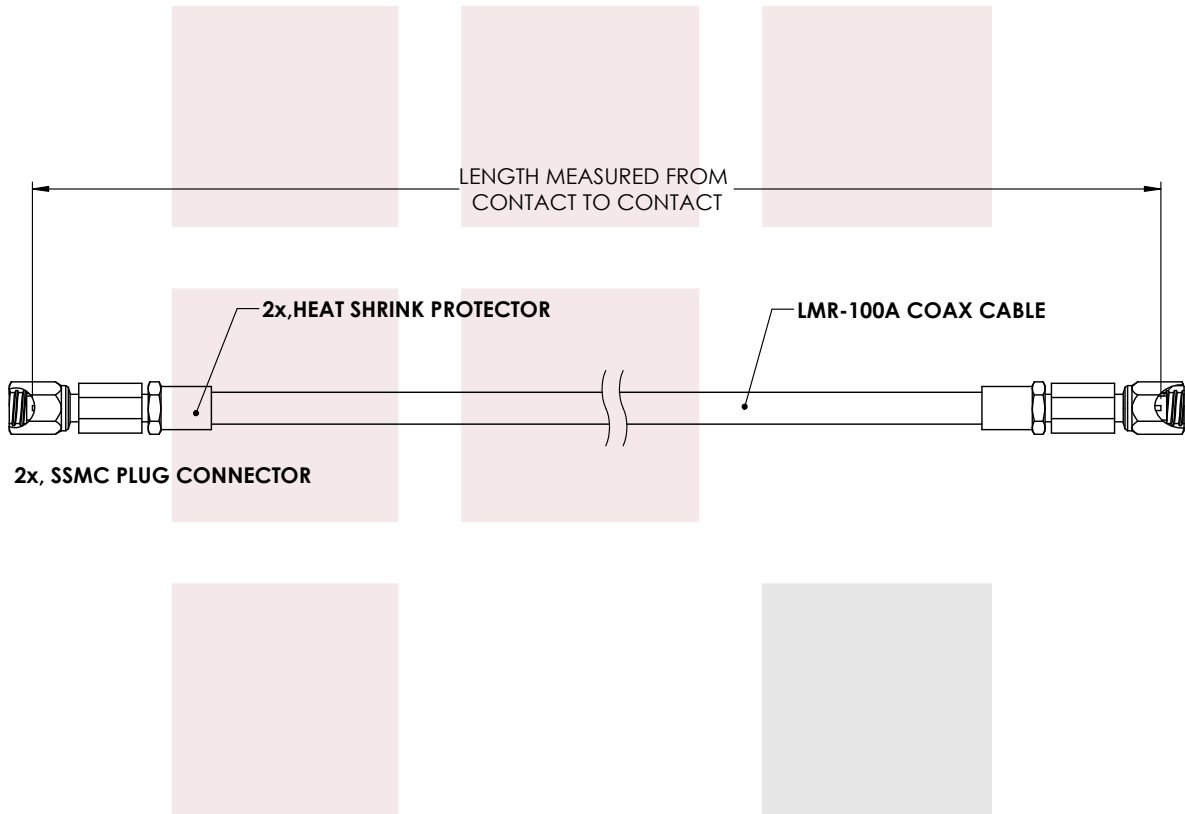 LENGTH MEASURED FROM
CONTACT TO CONTACT
2x,HEAT SHRINK PROTECTOR
LMR-100A COAX CABLE
2x, SSMC PLUG CONNECTOR